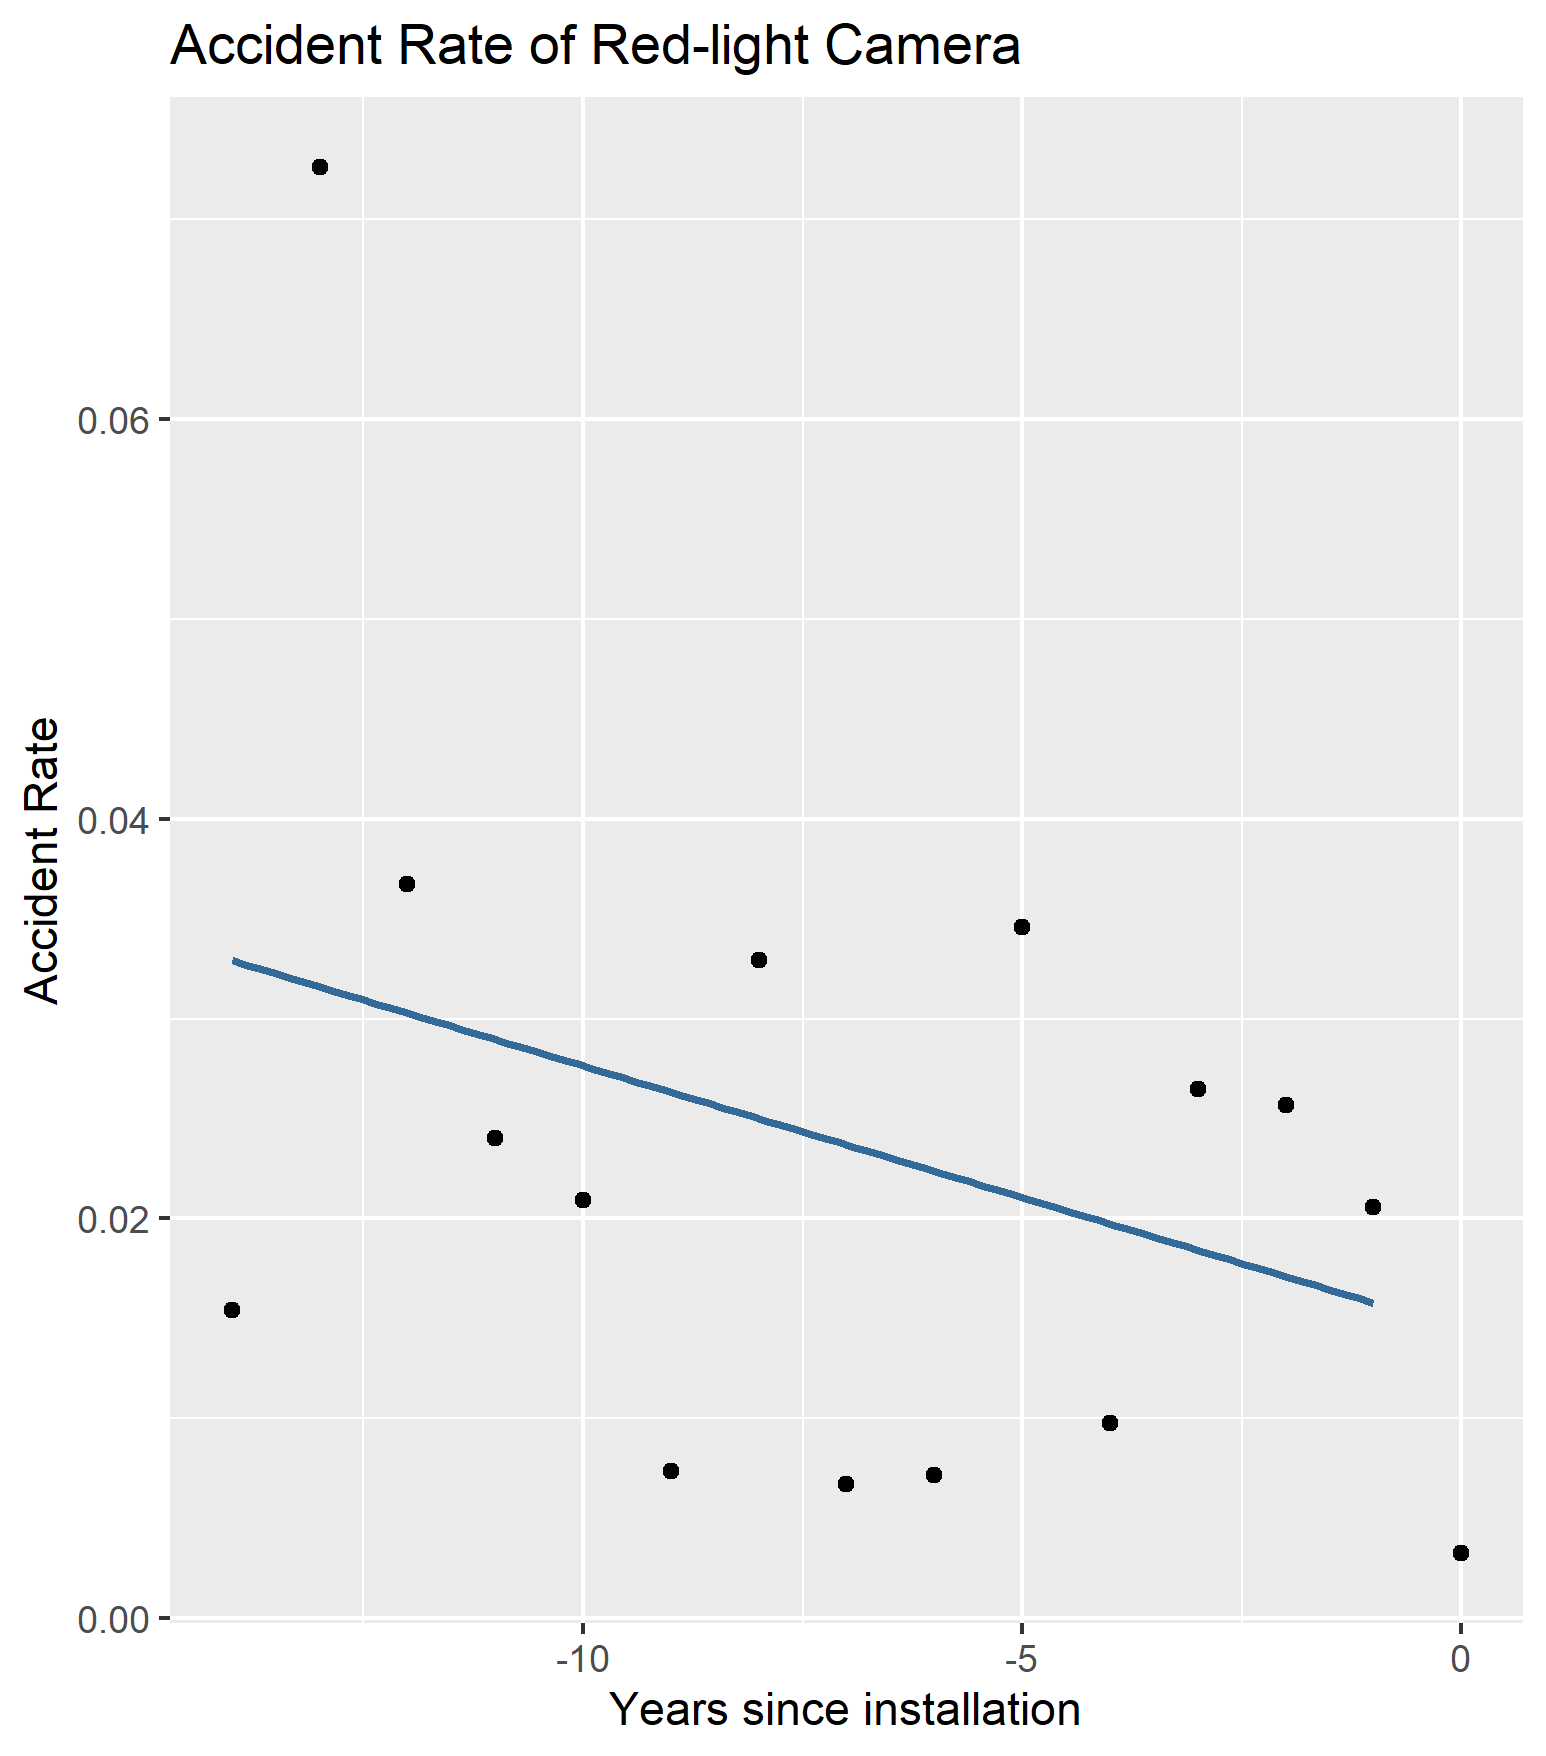 Accident Rate of Red-light Camera
Accident Rate
0.06
0.04
0.02
0.00
-10
-5
0
Years since installation